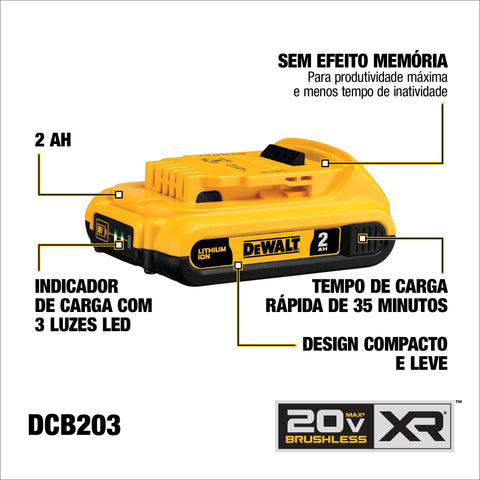 SEM EFEITO MEMÓRIA
Para produtividade máxima
e menos tempo de inatividade
2 AH
LITHIUM
ION
DEWALT
2
AH
INDICADOR
DE CARGA COM
3 LUZES LED
TEMPO DE CARGA
RÁPIDA DE 35 MINUTOS
DESIGN COMPACTO
E LEVE
DCB203
20V MAX*
BRUSHLESS
XR™